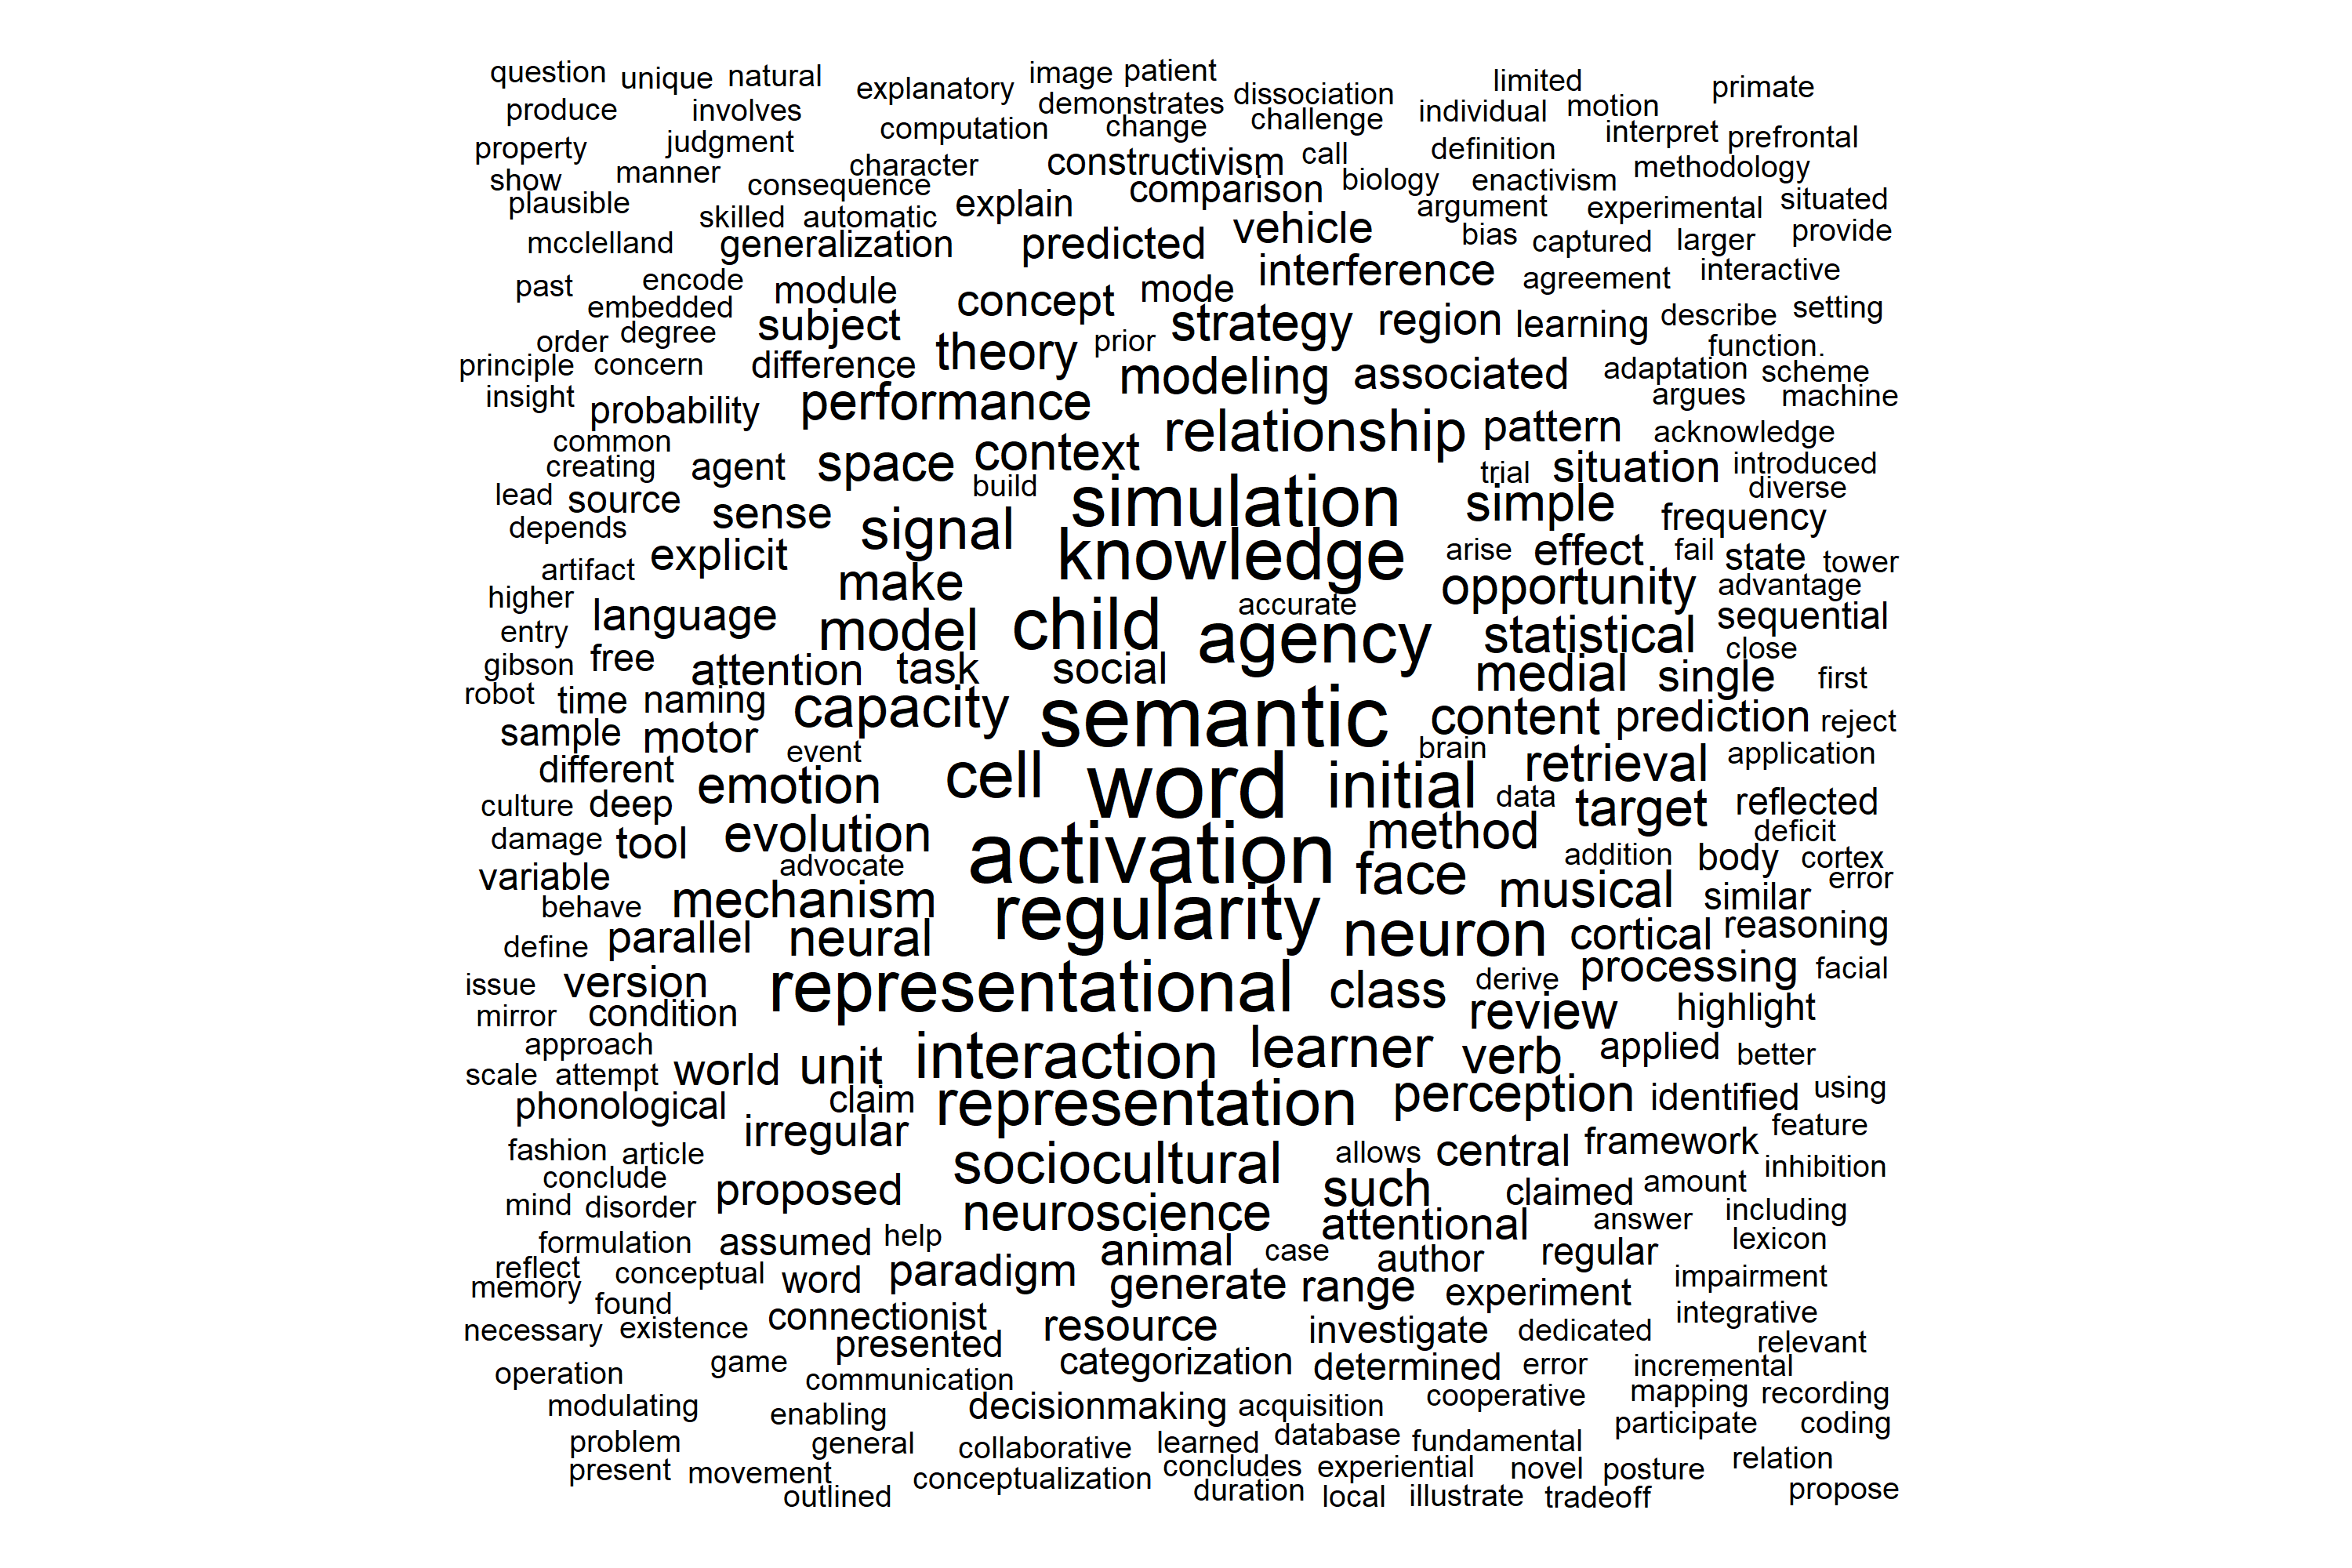 question unique natural explanatory image patient limited primate
produce involves demonstrates dissociation individual motion
judgment computation change challenge interpret prefrontal
property manner character constructivism call definition methodology
show consequence comparison biology enactivism
plausible skilled automatic explain argument experimental situated
mcclelland generalization predicted vehicle bias captured larger provide
past encode module concept mode interference agreement interactive
embedded subject strategy region learning describe setting
order degree theory prior function.
principle concern difference modeling associated adaptation scheme
insight probability performance argues machine
common relationship pattern acknowledge
creating agent space context trial situation introduced
lead source build simulation simple diverse
depends sense signal frequency
artifact explicit knowledge arise effect fail state tower
higher make opportunity advantage
entry language model child accurate agency statistical sequential
gibson free attention task social medial single close first
robot time naming capacity semantic content prediction reject
sample motor event brain retrieval application
different emotion cell word initial data target reflected
culture deep evolution method deficit
damage tool advocate activation face addition body cortex
variable mechanism musical similar error
behave regularity reasoning
define parallel neural neuron cortical
issue version representational class derive processing facial
mirror condition review highlight
approach interaction learner verb applied better
scale attempt world unit
phonological claim representation perception identified using
irregular feature
fashion article sociocultural allows central framework inhibition
conclude proposed such claimed amount
mind disorder neuroscience attentional answer including
formulation assumed help animal case author regular lexicon
reflect conceptual word paradigm generate range experiment impairment
memory found connectionist integrative
necessary existence presented resource investigate dedicated relevant
operation game categorization determined error incremental
communication cooperative mapping recording
modulating enabling decisionmaking acquisition participate coding
problem general collaborative learned database fundamental
present movement conceptualization concludes experiential novel posture relation
outlined duration local illustrate tradeoff propose